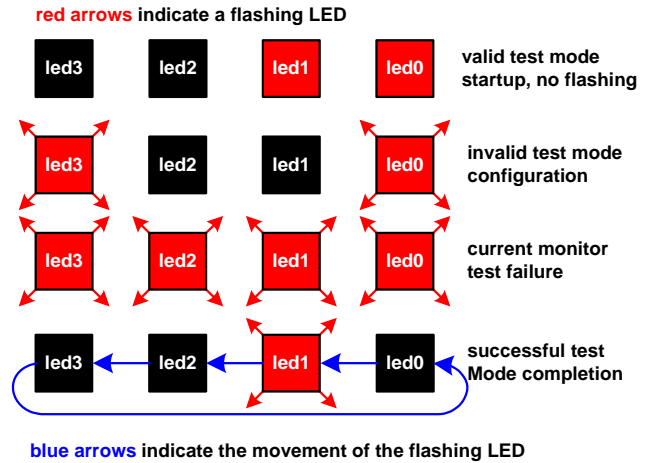 red arrows indicate a flashing LED
led3 led2 led1 led0 valid test mode
startup, no flashing
led3 led2 led1 led0 invalid test mode
configuration
led3 led2 led1 led0 current monitor
test failure
led3 led2 led1 led0 successful test
Mode completion
blue arrows indicate the movement of the flashing LED